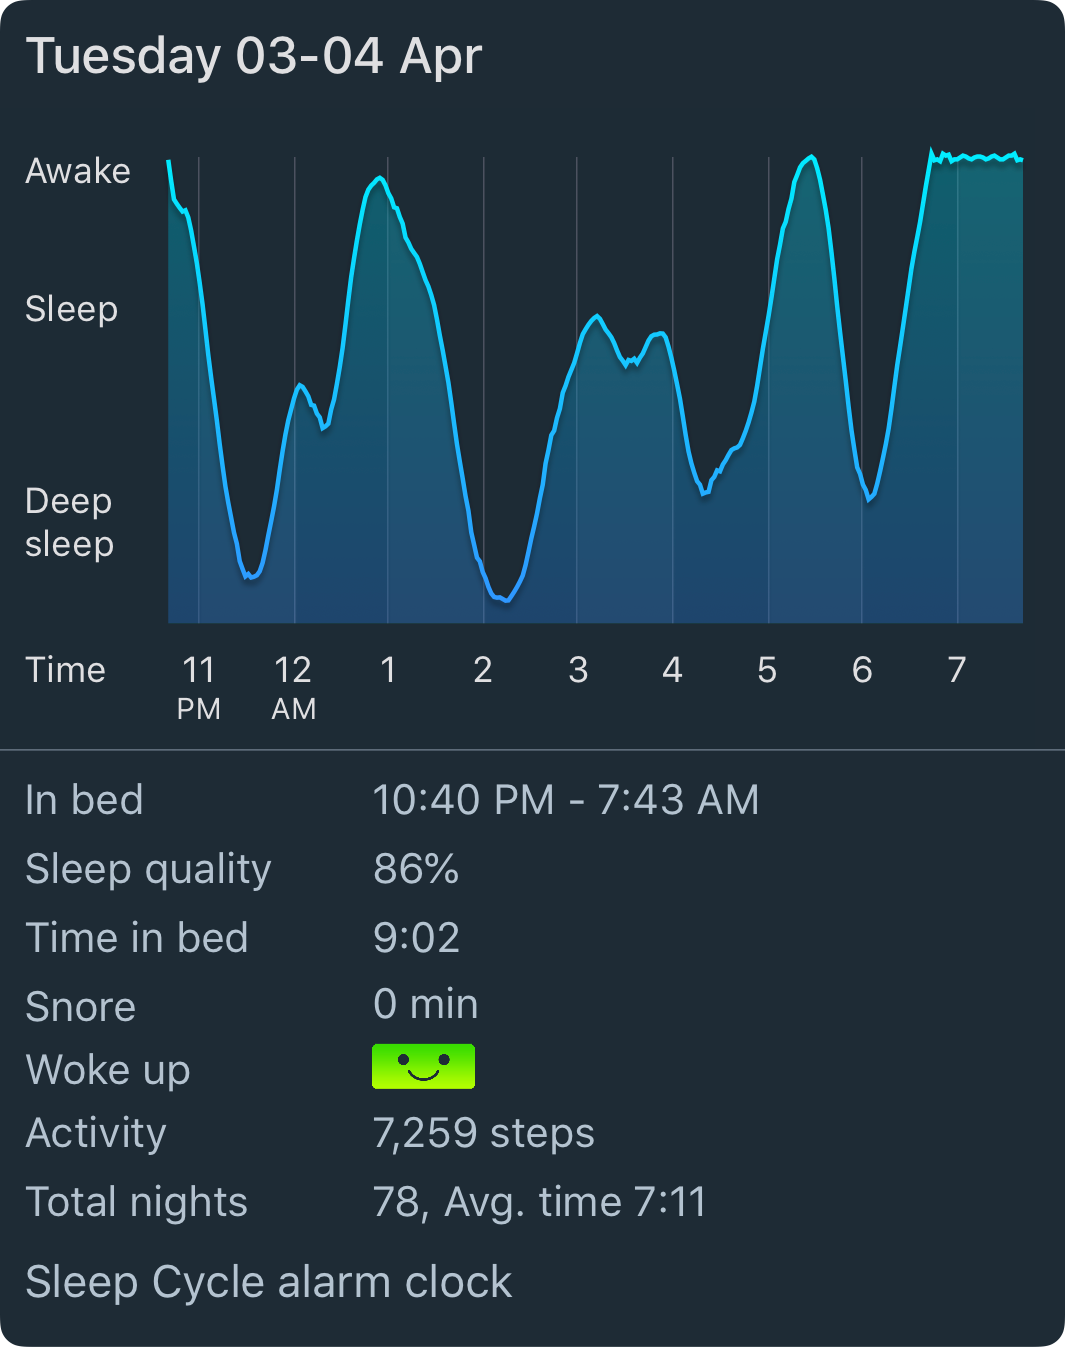 Tuesday 03-04 Apr
Awake
Sleep
Deep
sleep
Time 11 12 1 2 3 4 5 6 7
PM AM
In bed 10:40 PM - 7:43 AM
Sleep quality 86%
Time in bed 9:02
Snore 0 min
Woke up
Activity 7,259 steps
Total nights 78, Avg. time 7:11
Sleep Cycle alarm clock